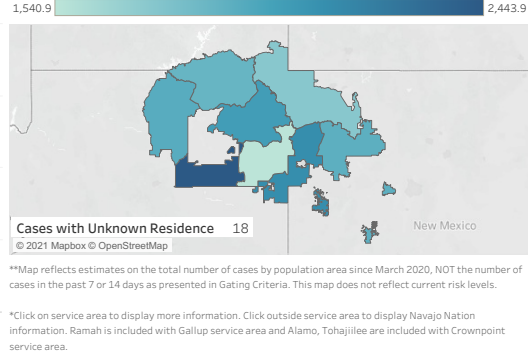 1,540.9 2,443.9
New Mexico
Cases with Unknown Residence 18
© 2021 Mapbox © OpenStreetMap
**Map reflects estimates on the total number of cases by population area since March 2020, NOT the number of
cases in the past 7 or 14 days as presented in Gating Criteria. This map does not reflect current risk levels.
*Click on service area to display more information. Click outside service area to display Navajo Nation
information. Ramah is included with Gallup service area and Alamo, Tohajiilee are included with Crownpoint
service area.